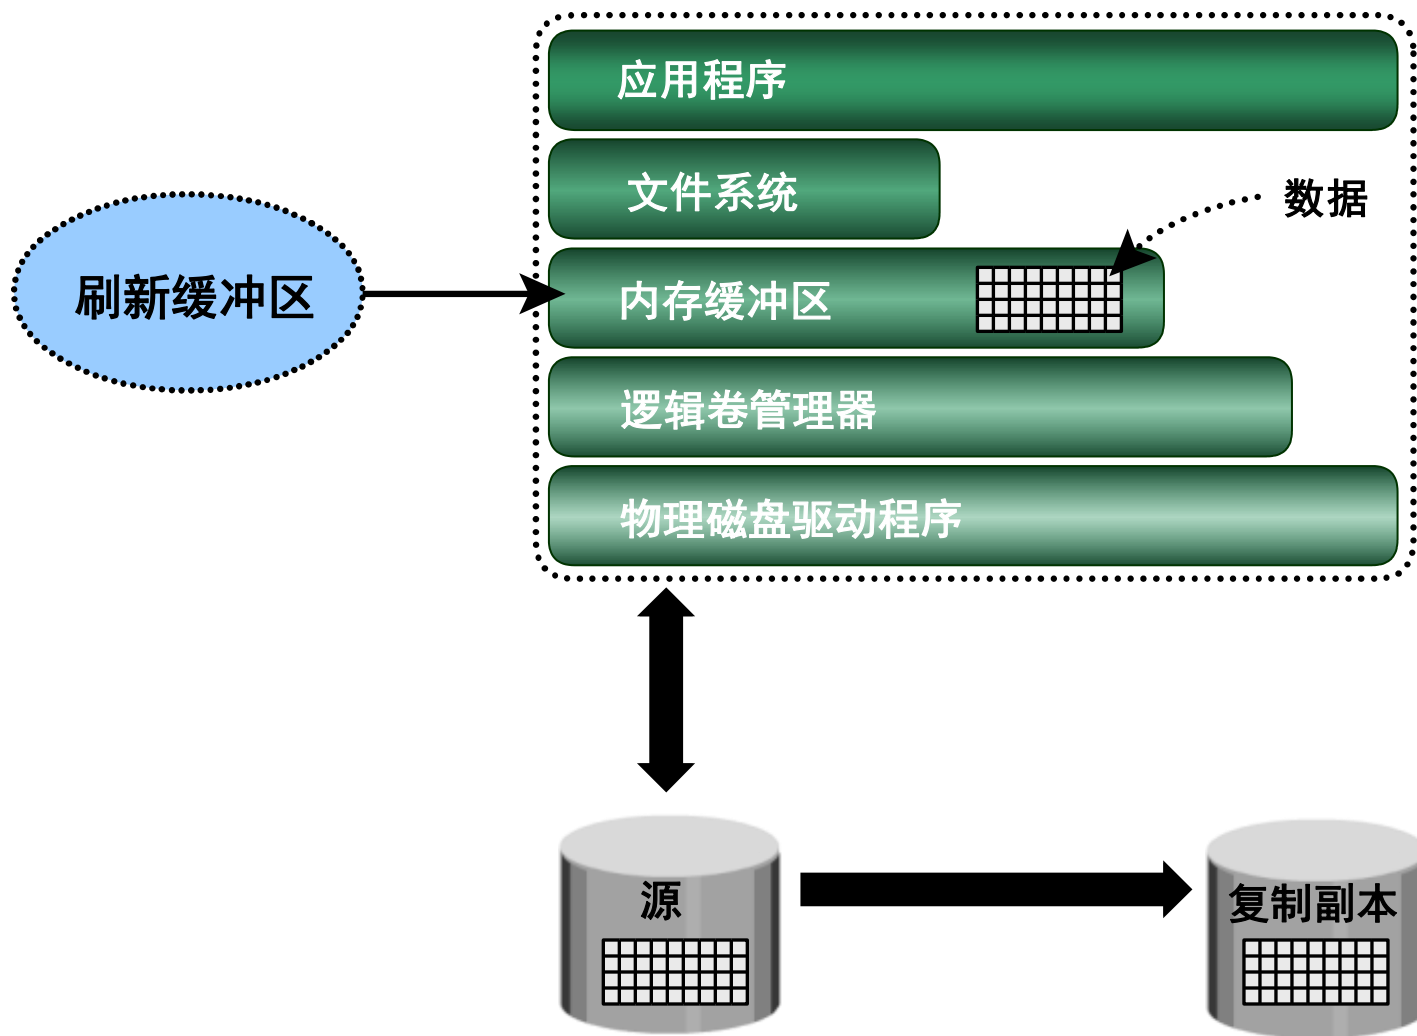 应用程序
文件系统
数据
刷新缓冲区
内存缓冲区
逻辑卷管理器
物理磁盘驱动程序
源
复制副本